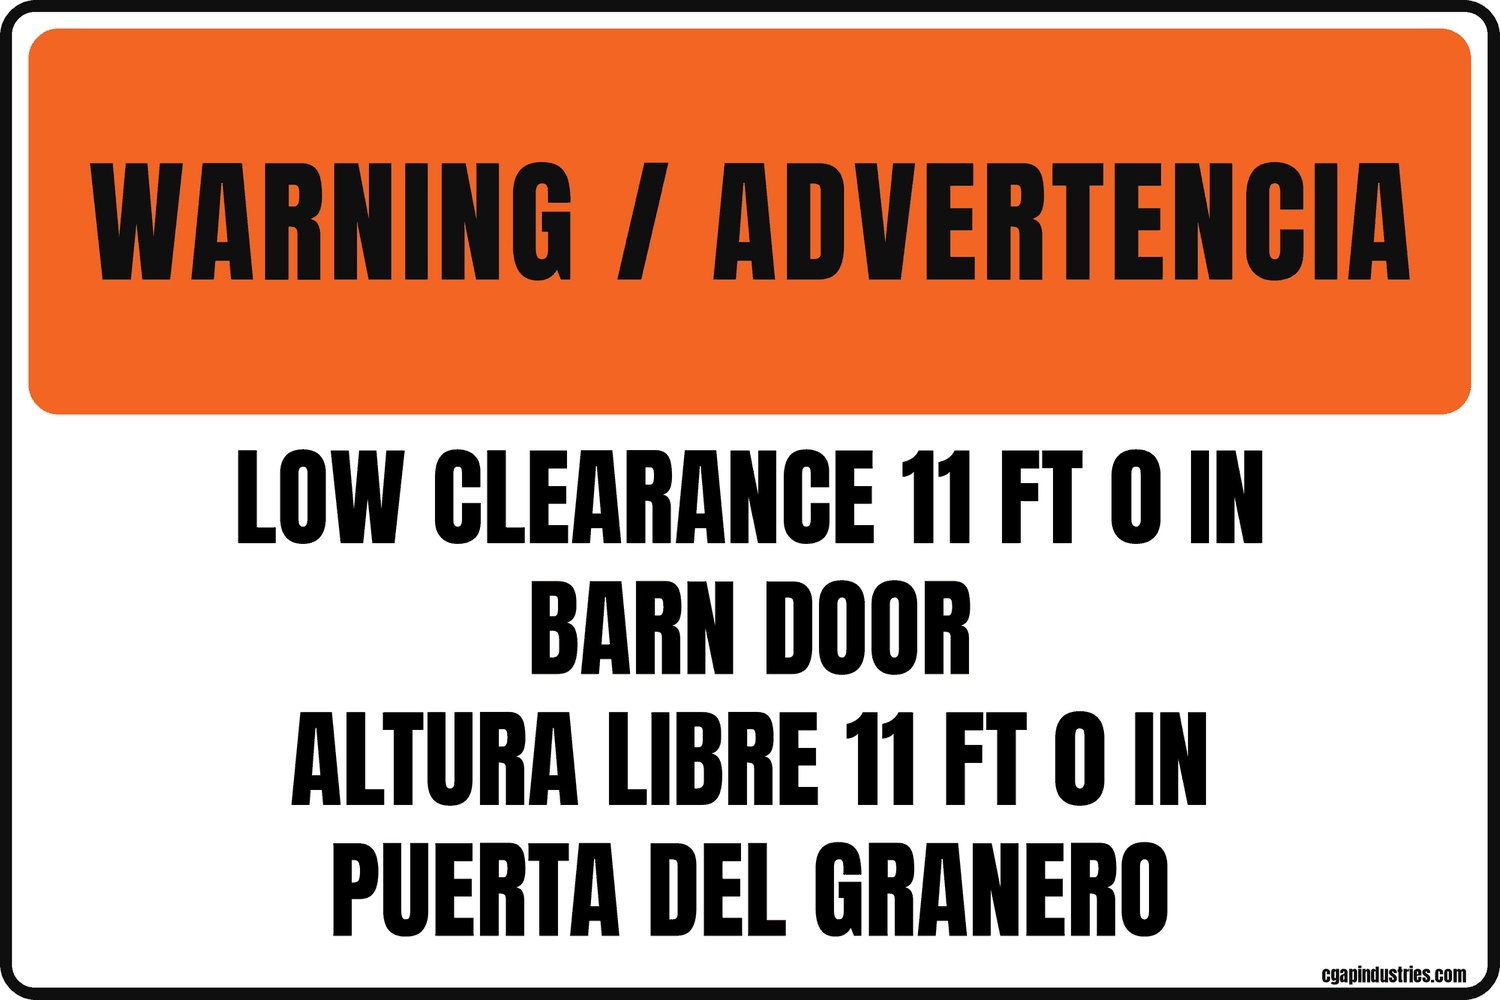 WARNING / ADVERTENCIA
LOW CLEARANCE 11 FT 0 IN
BARN DOOR
ALTURA LIBRE 11 FT 0 IN
PUERTA DEL GRANERO
cgapindustries.com